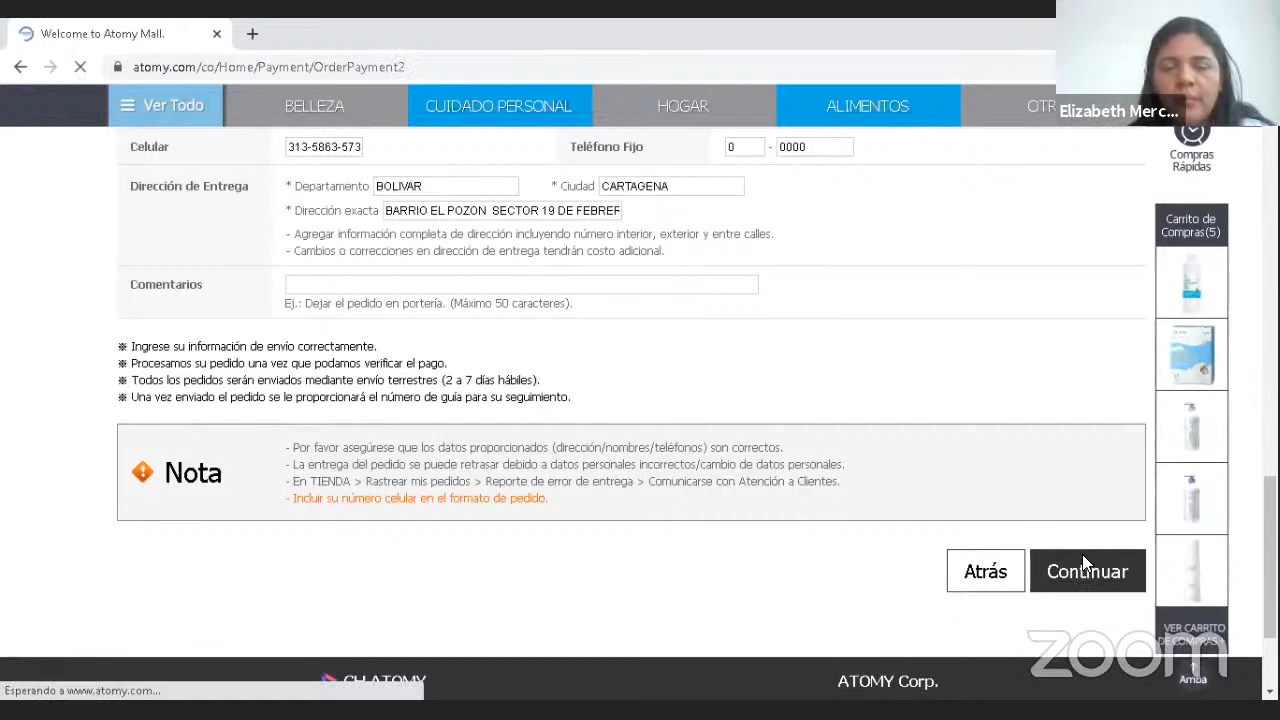 Welcome to Atomy Mall.
atomy.com/co/Home/Payment/OrderPayment2
Ver Todo
BELLEZA
CUIDADO PERSONAL
HOGAR
ALIMENTOS
OTR
Elizabeth Merc...
Celular
313-5863-573
Teléfono Fijo
0 - 0000
Compras
Rápidas
Dirección de Entrega
* Departamento BOLIVAR
* Ciudad CARTAGENA
* Dirección exacta BARRIO EL POZON SECTOR 19 DE FEBREF
- Agregar información completa de dirección incluyendo número interior, exterior y entre calles.
- Cambios o correcciones en dirección de entrega tendrán costo adicional.
Carrito de
Compras(5)
Comentarios
Ej.: Dejar el pedido en portería. (Máximo 50 caracteres).
※ Ingrese su información de envío correctamente.
※ Procesamos su pedido una vez que podamos verificar el pago.
※ Todos los pedidos serán enviados mediante envío terrestres (2 a 7 días hábiles).
※ Una vez enviado el pedido se le proporcionará el número de guía para su seguimiento.
Nota
- Por favor asegúrese que los datos proporcionados (dirección/nombres/teléfonos) son correctos.
- La entrega del pedido se puede retrasar debido a datos personales incorrectos/cambio de datos personales.
- En TIENDA > Rastrear mis pedidos > Reporte de error de entrega > Comunicarse con Atención a Clientes.
- Incluir su número celular en el formato de pedido.
Atrás
Continuar
VER CARRITO
DE COMPRAS +
zoom
Arriba
CH.ATOMY
ATOMY Corp.
Esperando a www.atomy.com...